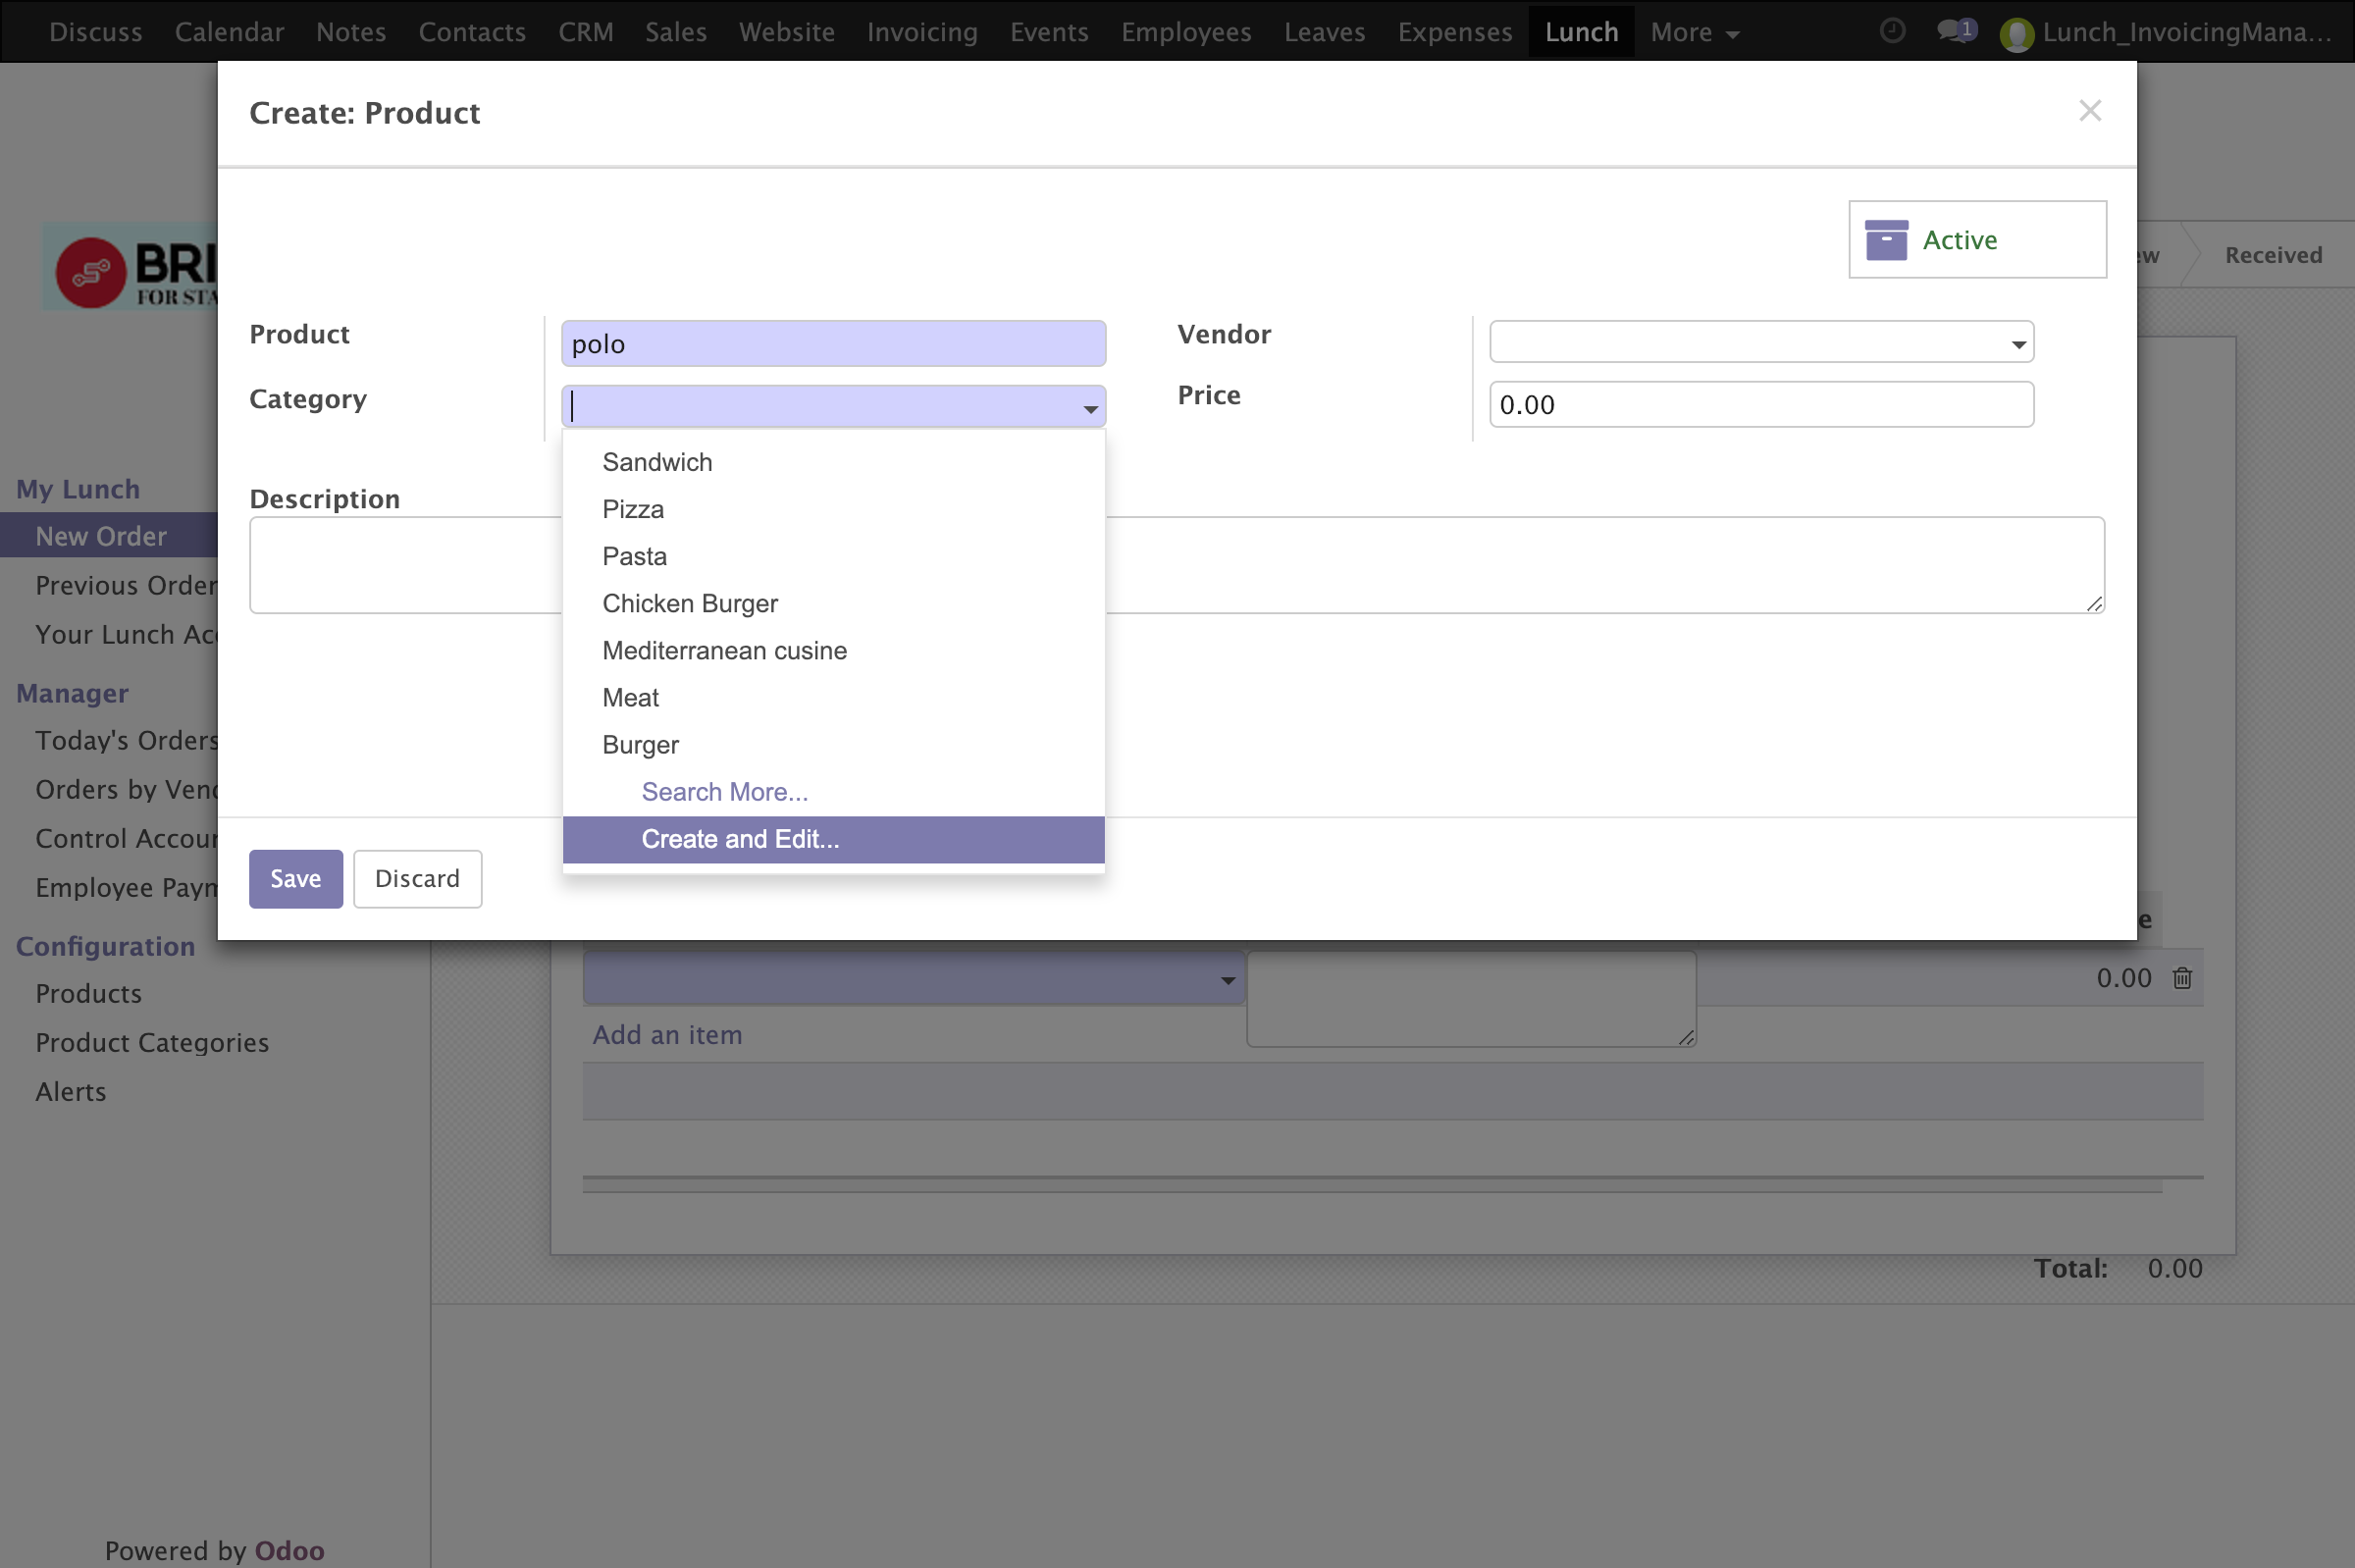 Discuss Calendar Notes Contacts CRM Sales Website Invoicing Events Employees Leaves Expenses Lunch More 1 Lunch_InvoicingMana...
Create: Product
Active
Received
BRI
FOR STA
Product polo Vendor
Category Price 0.00
Sandwich
Description
Pizza
Pasta
Chicken Burger
Mediterranean cusine
Meat
Burger
Search More...
Create and Edit...
Save Discard
My Lunch
New Order
Previous Order
Your Lunch Acc
Manager
Today's Orders
Orders by Vend
Control Accoun
Employee Paym
Configuration
Products
Product Categories
Alerts
e
0.00
Add an item
Total: 0.00
Powered by Odoo